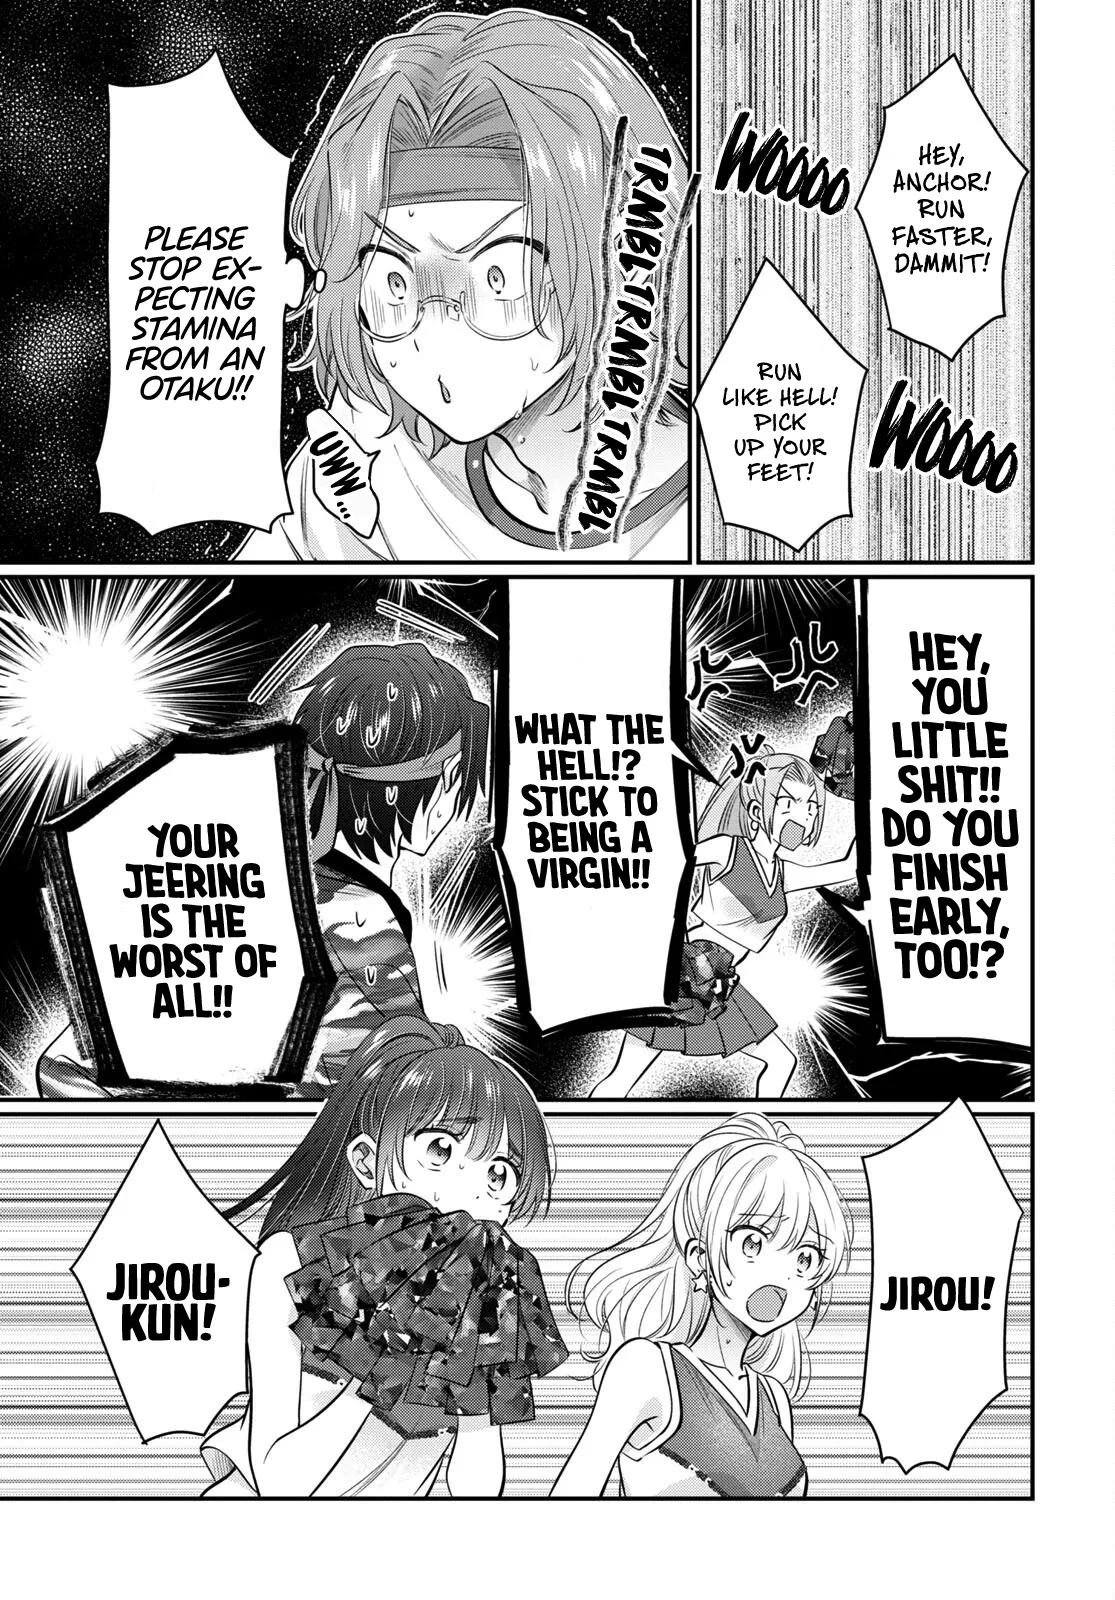 HEY,
ANCHOR!
RUN
FASTER,
DAMMIT!
WOOOO
RUN
LIKE HELL!
PICK
UP YOUR
FEET!
WOOOO
TRMBL TRMBL TRMBL TRMBL
UWW...
PLEASE
STOP EX-
PECTING
STAMINA
FROM AN
OTAKU!!
HEY,
YOU
LITTLE
SHIT!!
DO YOU
FINISH
EARLY,
TOO!?
WHAT THE
HELL!?
STICK TO
BEING A
VIRGIN!!
YOUR
JEERING
IS THE
WORST OF
ALL!!
JIROU!
JIROU-
KUN!